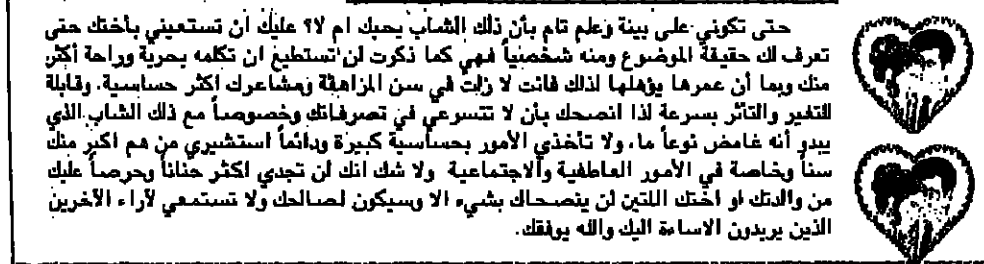 حتى تكوني على بينة وعلم تام بأن ذلك الشاب يحبك ام لا؟ عليك ان تستعيني بأختك حتى
تعرف لك حقيقة الموضوع ومنه شخصياً فهي كما ذكرت لن تستطيع ان تكلمه بحرية وراحة أكثر
منك وبما أن عمرها يؤهلها لذلك فانت لا زلت في سن المراهقة ومشاعرك اكثر حساسية، وقابلة
للتغير والتأثر بسرعة لذا انصحك بأن لا تتسرعي في تصرفاتك وخصوصاً مع ذلك الشاب الذي
يبدو أنه غامض نوعاً ما، ولا تأخذي الأمور بحساسية كبيرة ودائماً استشيري من هم اكبر منك
سناً وبخاصة في الأمور العاطفية والاجتماعية ولا شك انك لن تجدي اكثر حناناً وحرصاً عليك
من والدتك او اختك اللتين لن ينصحاك بشيء الا وسيكون لصالحك ولا تستمعي لآراء الآخرين
الذين يريدون الاساءة اليك والله يوفقك.